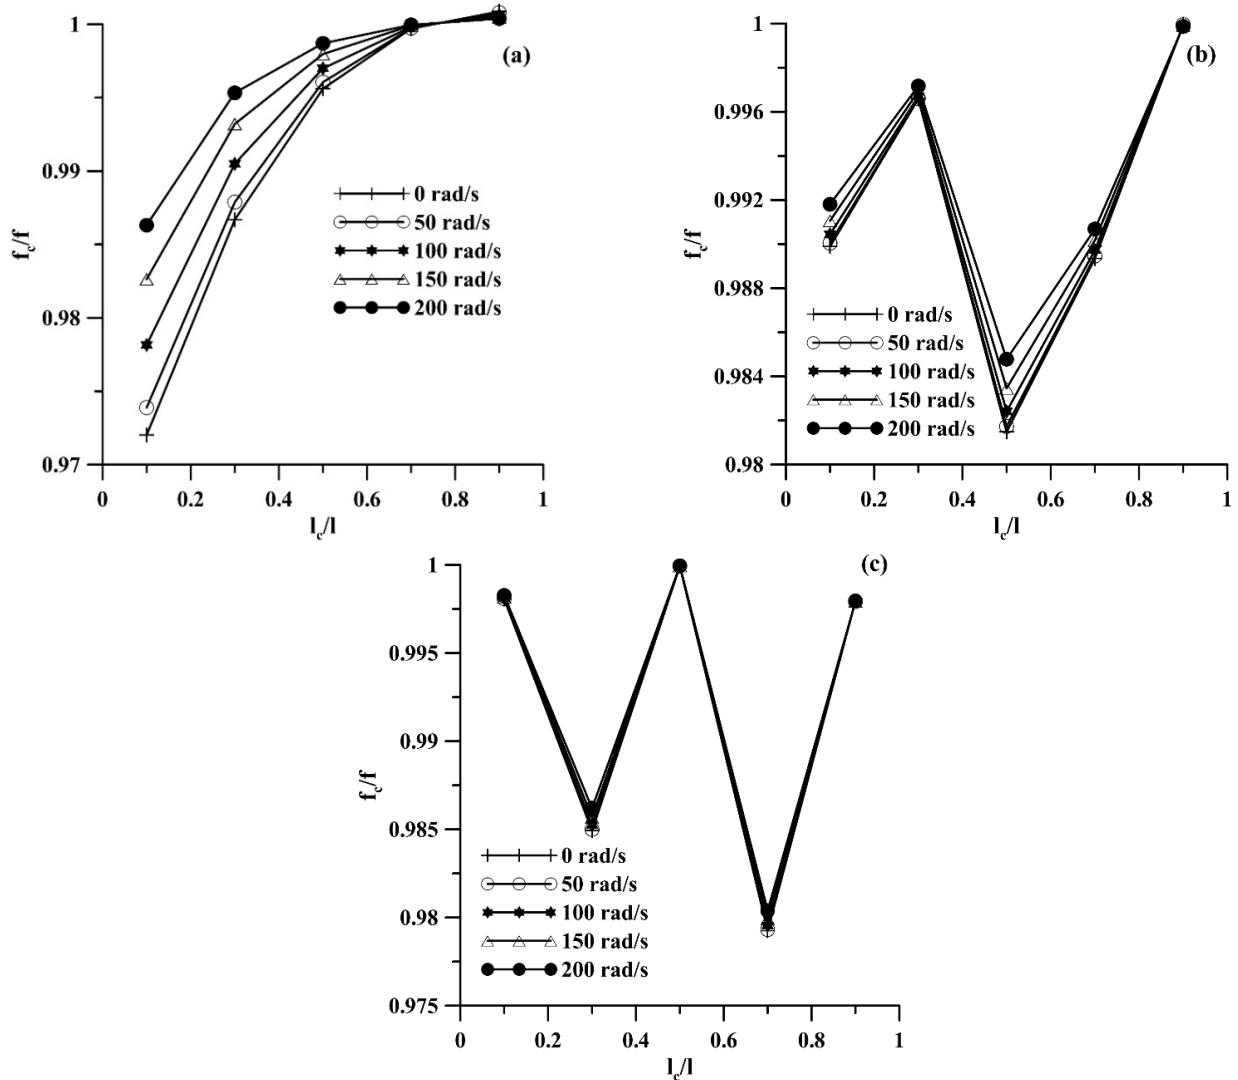 1
0.99
0.98
0.97
f_c/f
(a)
0 rad/s
50 rad/s
100 rad/s
150 rad/s
200 rad/s
0 0.2 0.4 0.6 0.8 1
l_c/l
1
0.996
0.992
0.988
0.984
0.98
f_c/f
(b)
0 rad/s
50 rad/s
100 rad/s
150 rad/s
200 rad/s
0 0.2 0.4 0.6 0.8 1
l_c/l
1
0.995
0.99
0.985
0.98
0.975
f_c/f
(c)
0 rad/s
50 rad/s
100 rad/s
150 rad/s
200 rad/s
0 0.2 0.4 0.6 0.8 1
l_c/l